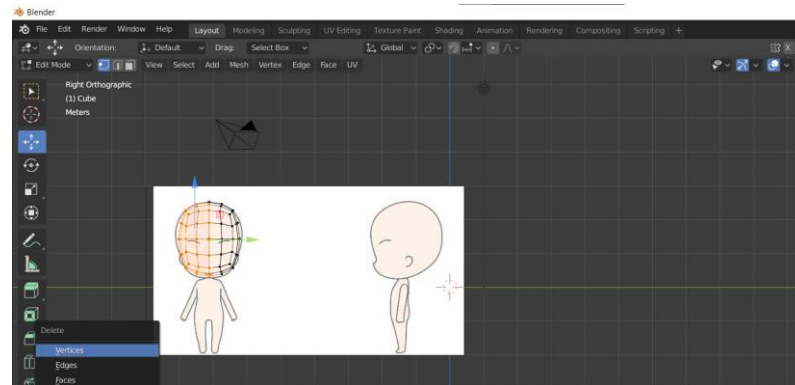 Blender
File Edit Render Window Help Layout Modeling Sculpting UV Editing Texture Paint Shading Animation Rendering Compositing Scripting +
Orientation: Default Drag: Select Box Global X
Edit Mode View Select Add Mesh Vertex Edge Face UV
Right Orthographic
(1) Cube
Meters
Delete
Vertices
Edges
Faces